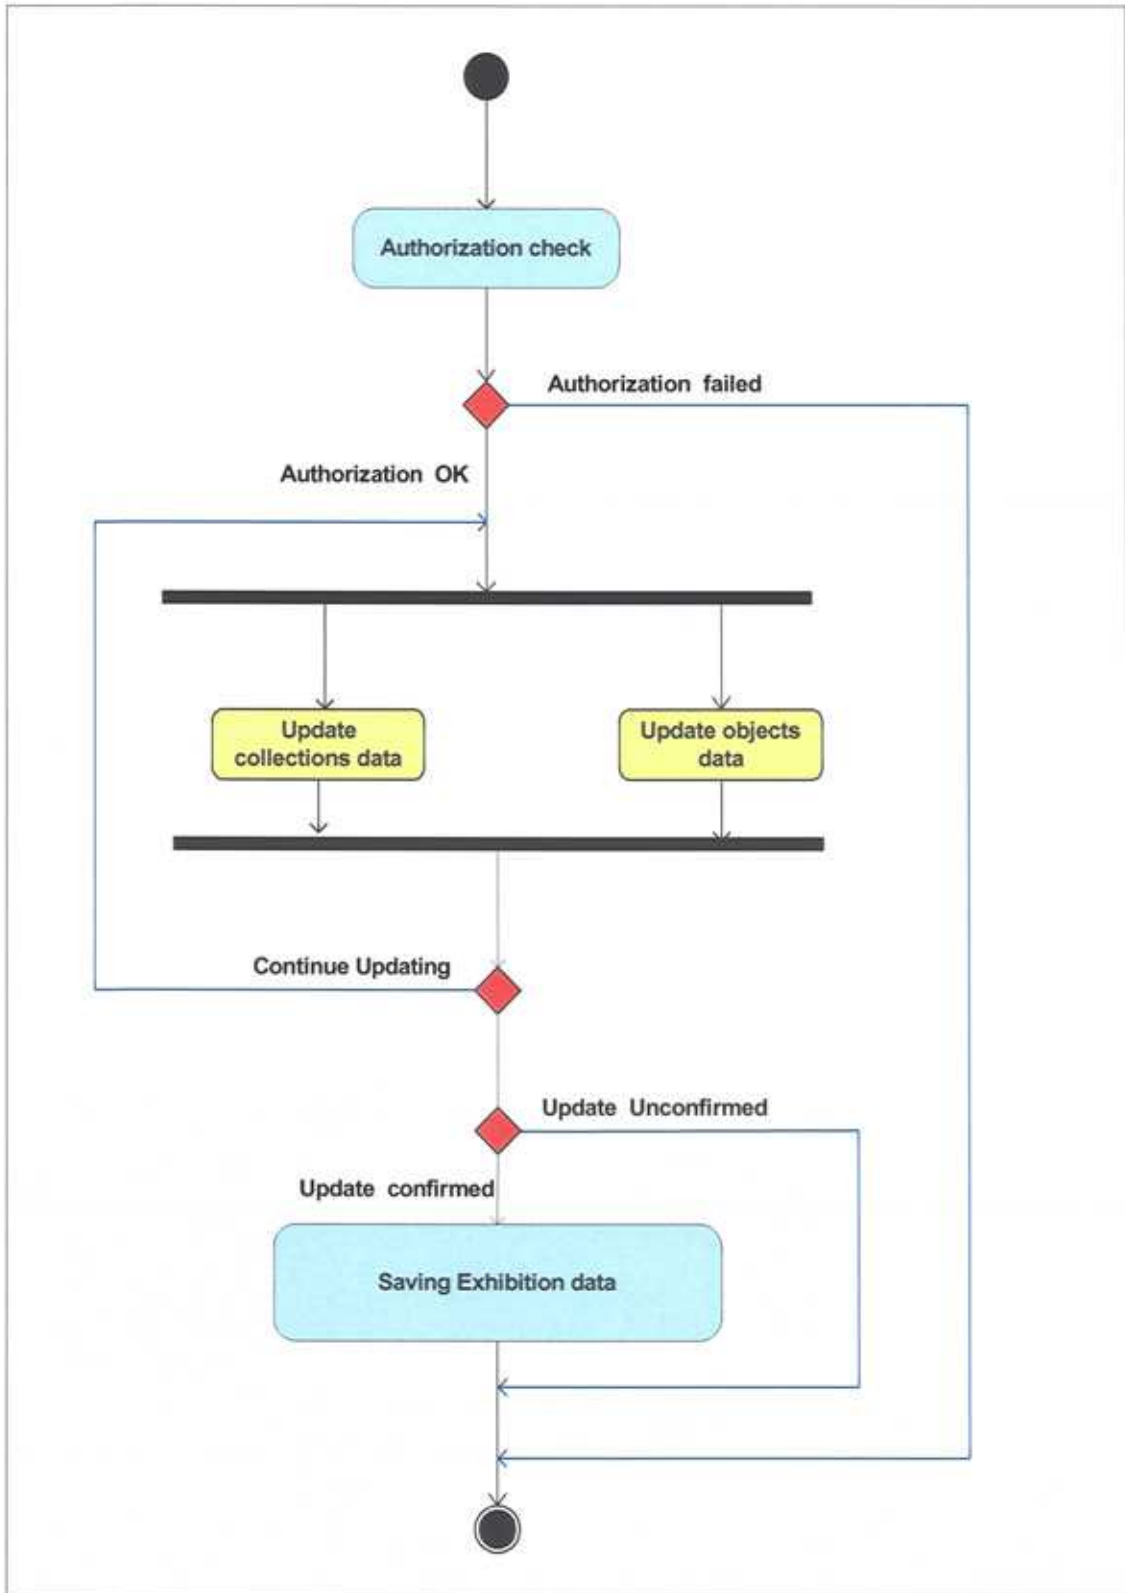 Authorization check
Authorization failed
Authorization OK
Update
collections data
Update objects
data
Continue Updating
Update Unconfirmed
Update confirmed
Saving Exhibition data